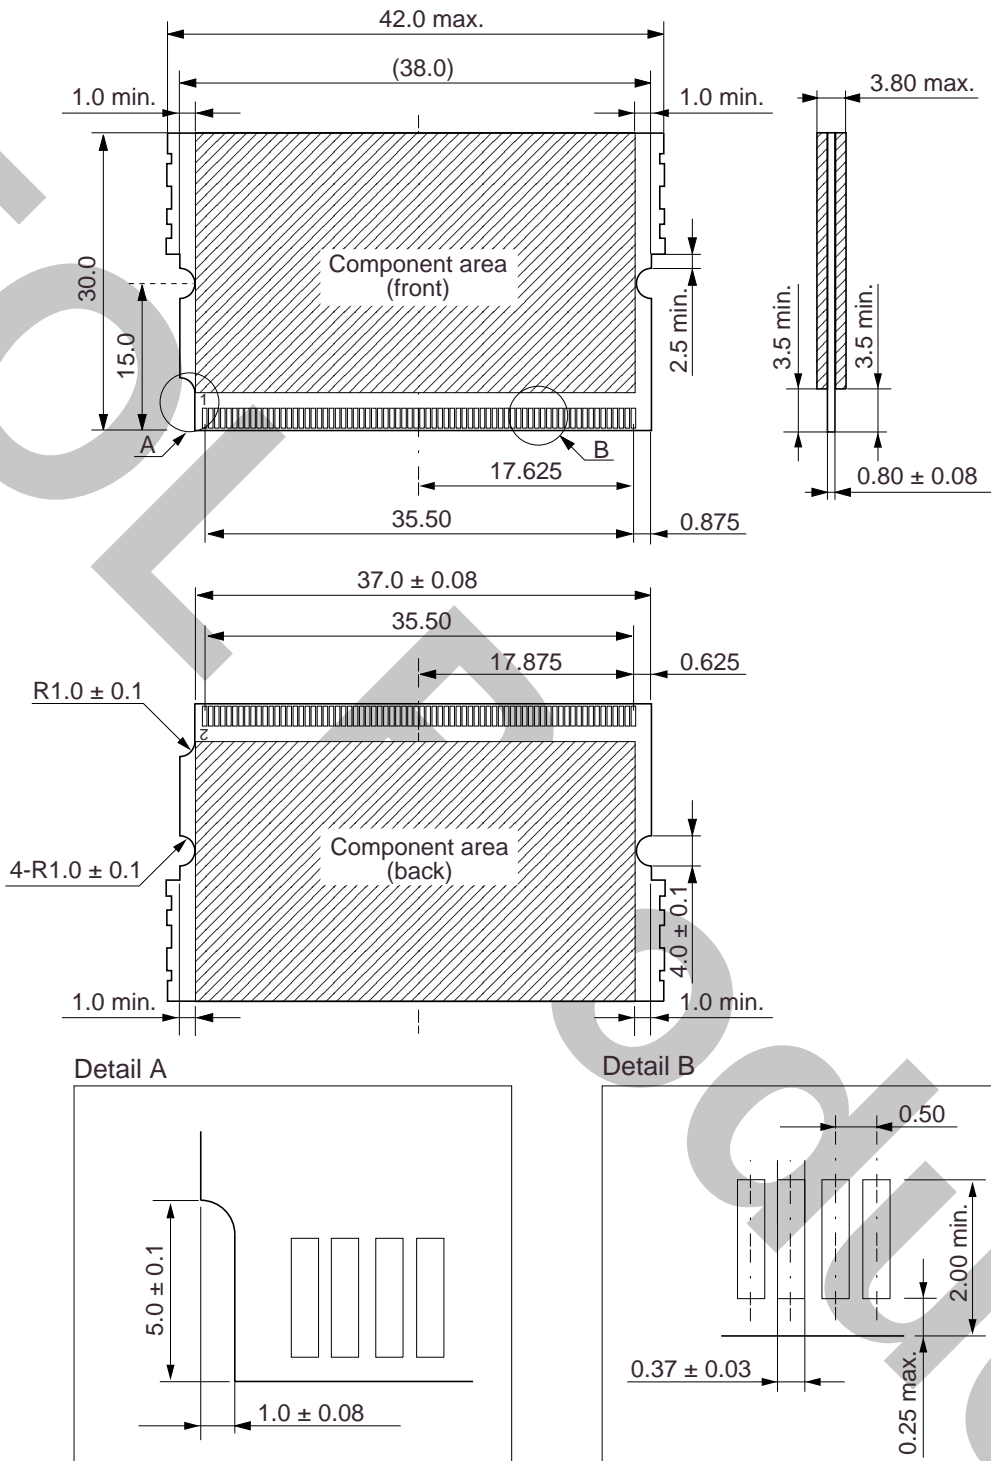 42.0 max.
(38.0)
1.0 min.
1.0 min.
3.80 max.
30.0
15.0
Component area
(front)
2.5 min.
3.5 min.
3.5 min.
1
A
B
17.625
0.80 ± 0.08
35.50
0.875
37.0 ± 0.08
35.50
17.875
0.625
R1.0 ± 0.1
2
Component area
(back)
4-R1.0 ± 0.1
4.0 ± 0.1
1.0 min.
1.0 min.
Detail A
5.0 ± 0.1
1.0 ± 0.08
Detail B
0.50
2.00 min.
0.37 ± 0.03
0.25 max.
L Produc